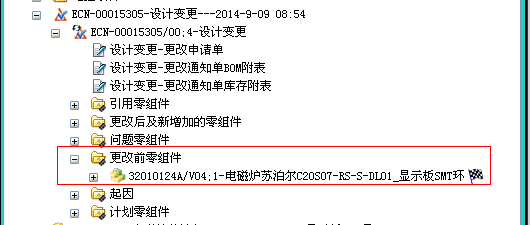 ECN-00015305-设计变更---2014-9-09 08:54
ECN-00015305/00;4-设计变更
设计变更-更改申请单
设计变更-更改通知单BOM附表
设计变更-更改通知单库存附表
引用零组件
更改后及新增加的零组件
问题零组件
更改前零组件
32010124A/V04;1-电磁炉苏泊尔C20S07-RS-S-DL01_显示板SMT环
起因
计划零组件